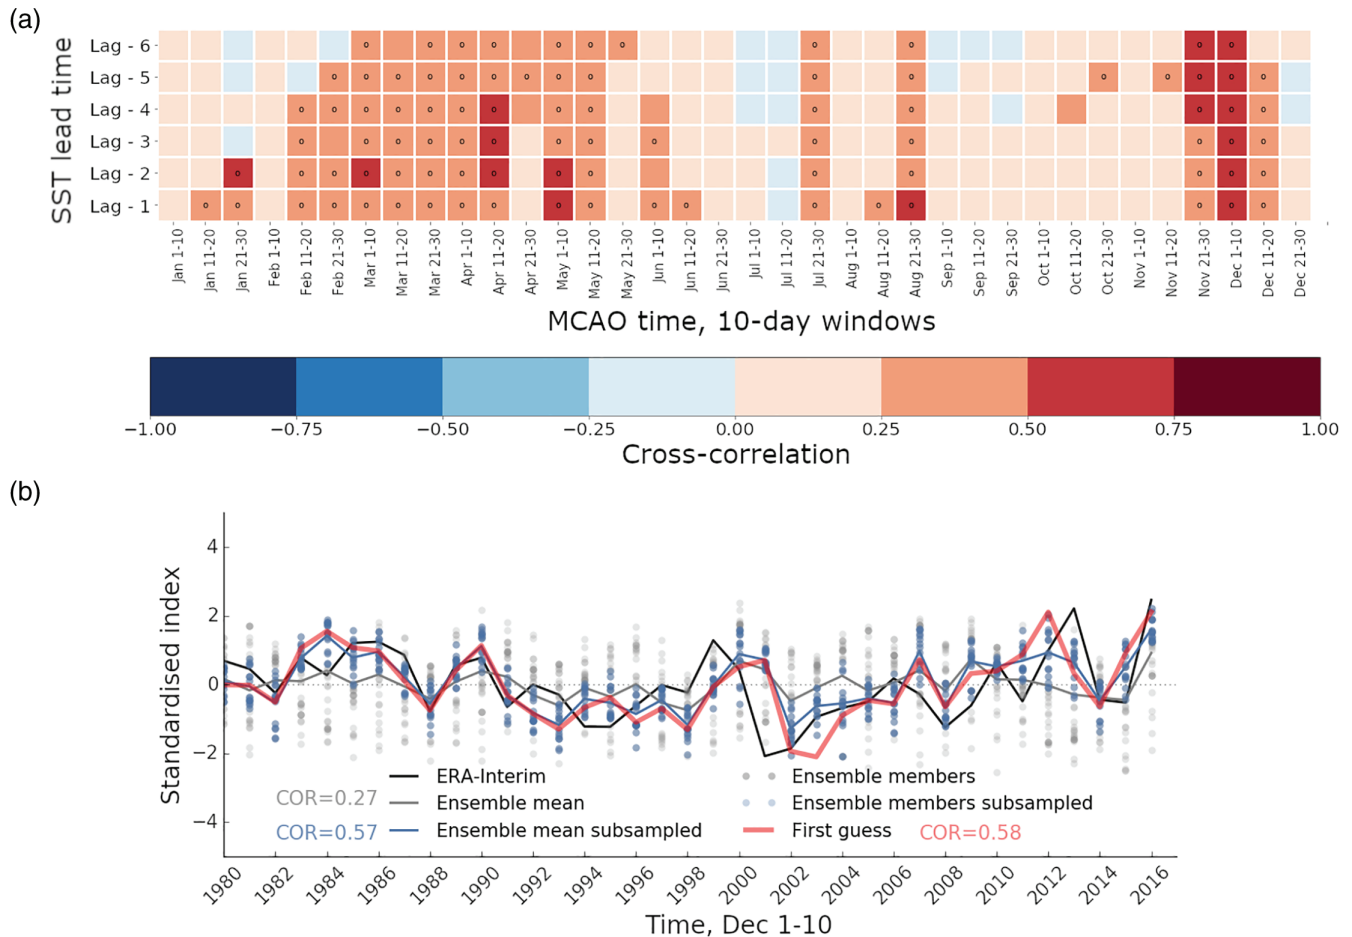 (a)
SST lead time
Lag - 6
Lag - 5
Lag - 4
Lag - 3
Lag - 2
Lag - 1
Jan 1-10
Jan 11-20
Jan 21-30
Feb 1-10
Feb 11-20
Feb 21-30
Mar 1-10
Mar 11-20
Mar 21-30
Apr 1-10
Apr 11-20
Apr 21-30
May 1-10
May 11-20
May 21-30
Jun 1-10
Jun 11-20
Jun 21-30
Jul 1-10
Jul 11-20
Jul 21-30
Aug 1-10
Aug 11-20
Aug 21-30
Sep 1-10
Sep 11-20
Sep 21-30
Oct 1-10
Oct 11-20
Oct 21-30
Nov 1-10
Nov 11-20
Nov 21-30
Dec 1-10
Dec 11-20
Dec 21-30
MCAO time, 10-day windows
−1.00 −0.75 −0.50 −0.25 0.00 0.25 0.50 0.75 1.00
Cross-correlation
(b)
Standardised index
4
2
0
−2
−4
ERA-Interim
Ensemble members
COR=0.27
Ensemble mean
Ensemble members subsampled
COR=0.57
Ensemble mean subsampled
First guess
COR=0.58
1980 1982 1984 1986 1988 1990 1992 1994 1996 1998 2000 2002 2004 2006 2008 2010 2012 2014 2016
Time, Dec 1-10